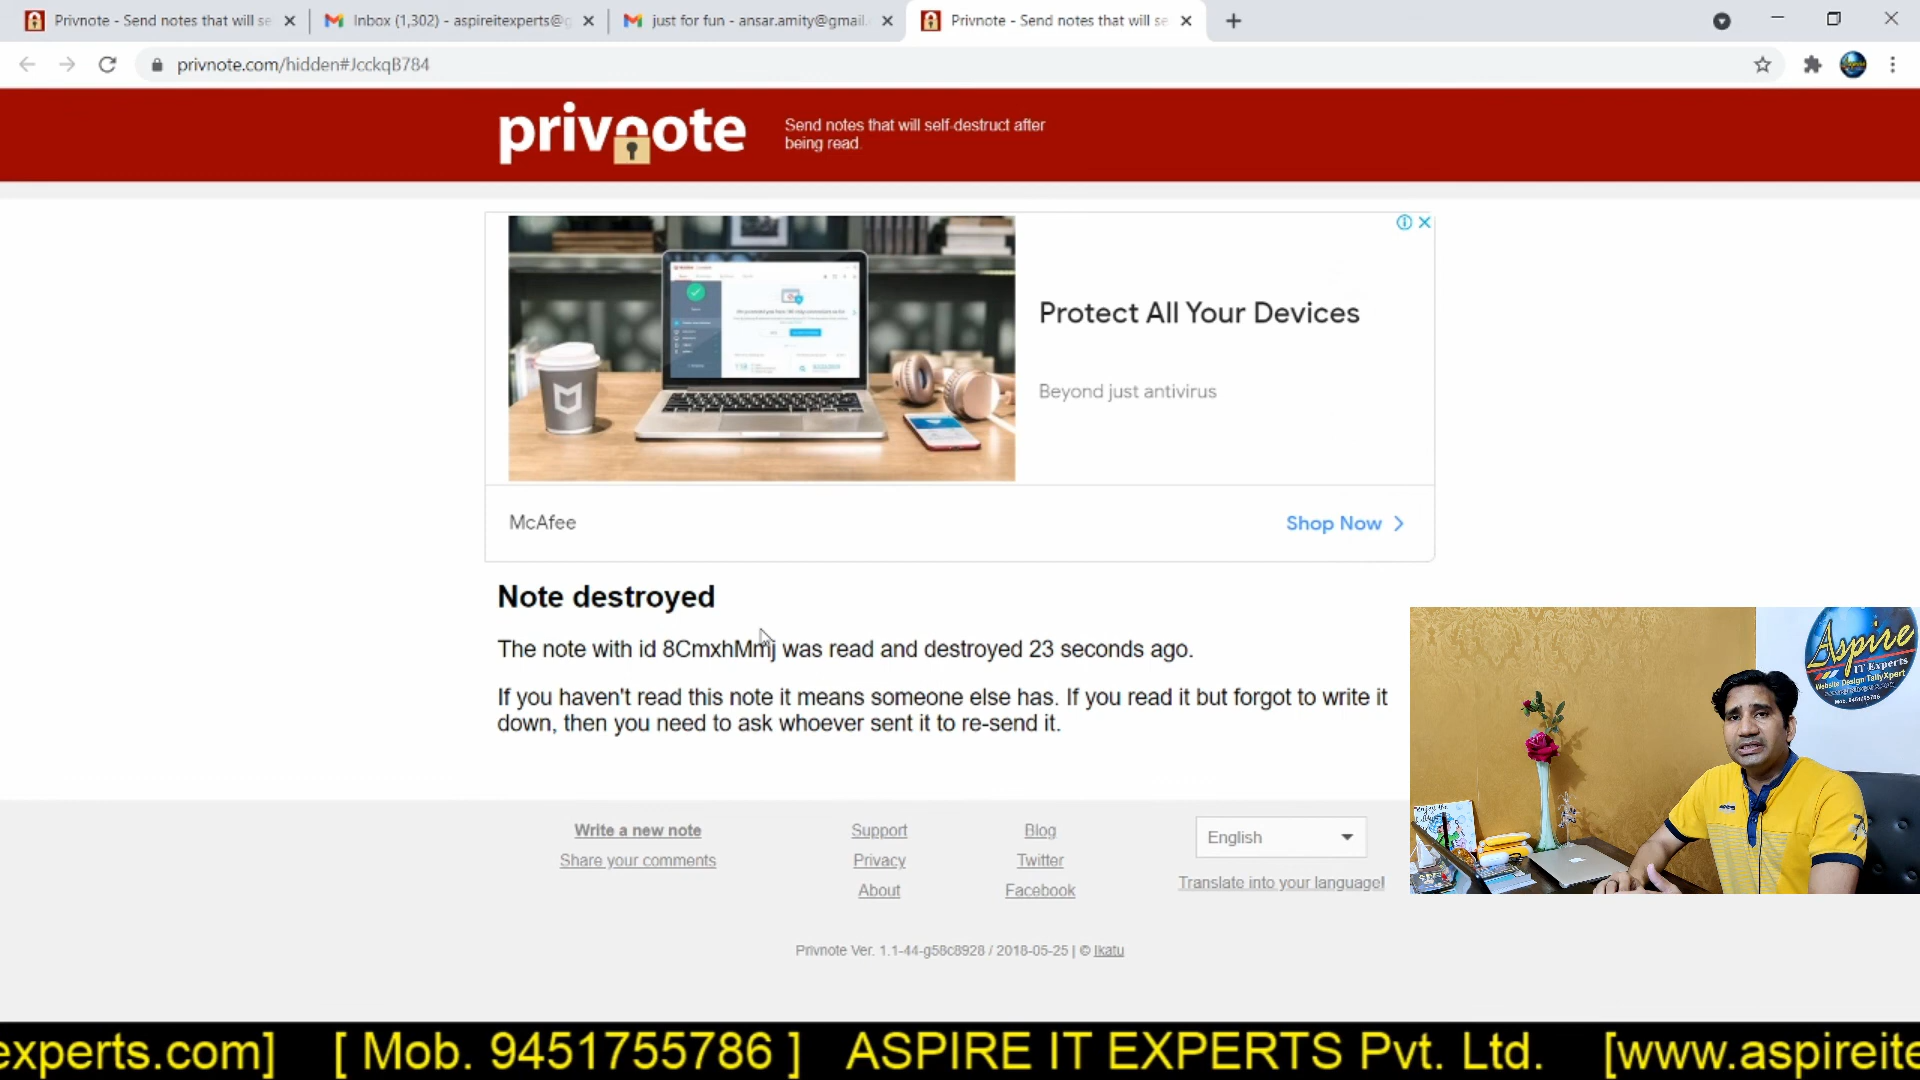 Privnote - Send notes that will se
Inbox (1,302) - aspireitexperts@g
just for fun - ansar.amity@gmail.
Privnote - Send notes that will se
privnote.com/hidden#JcckqB784
privnote
Send notes that will self-destruct after
being read.
Protect All Your Devices
Beyond just antivirus
McAfee
Shop Now
Note destroyed
The note with id 8CmxhMmj was read and destroyed 23 seconds ago.
If you haven't read this note it means someone else has. If you read it but forgot to write it
down, then you need to ask whoever sent it to re-send it.
Aspire
IT Experts
Website Design TallyXpert
Write a new note
Share your comments
Support
Privacy
About
Blog
Twitter
Facebook
English
Translate into your language!
Privnote Ver. 1.1-44-g58c8928 / 2018-05-25 | © Ikatu
experts.com] [ Mob. 9451755786 ] ASPIRE IT EXPERTS Pvt. Ltd. [www.aspireite